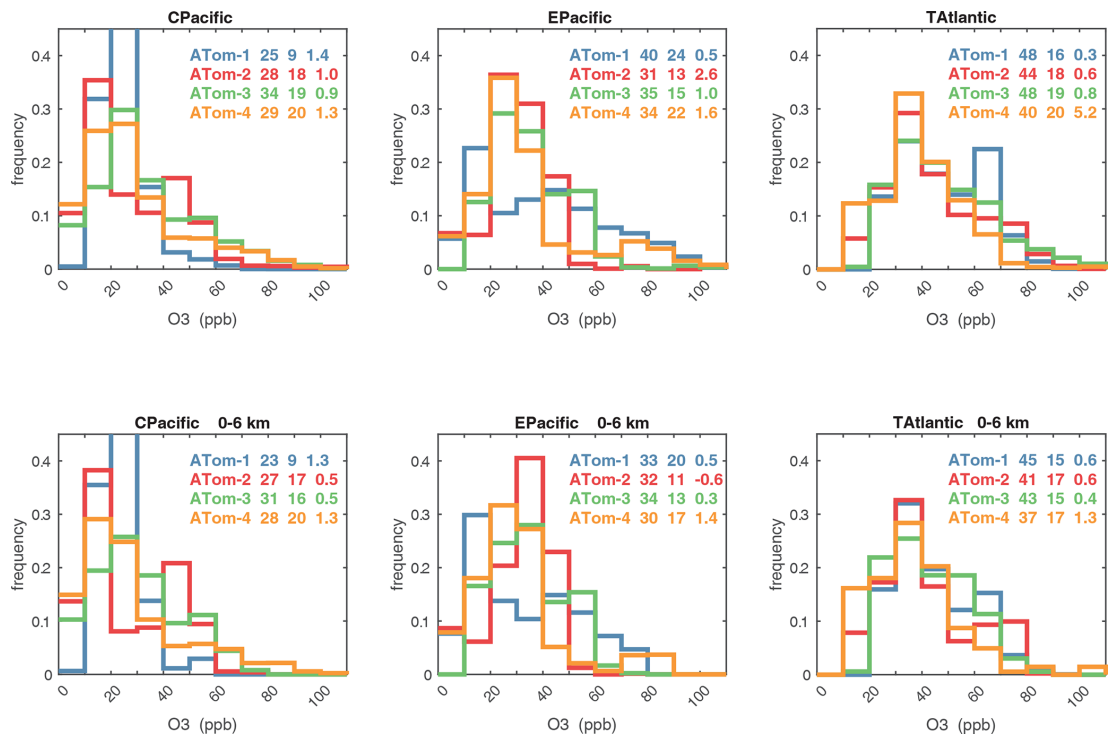 CPacific
ATom-1 25 9 1.4
ATom-2 28 18 1.0
ATom-3 34 19 0.9
ATom-4 29 20 1.3
frequency
0.4
0.3
0.2
0.1
0
0 20 40 60 80 100
O3 (ppb)
EPacific
ATom-1 40 24 0.5
ATom-2 31 13 2.6
ATom-3 35 15 1.0
ATom-4 34 22 1.6
frequency
0.4
0.3
0.2
0.1
0
0 20 40 60 80 100
O3 (ppb)
TAtlantic
ATom-1 48 16 0.3
ATom-2 44 18 0.6
ATom-3 48 19 0.8
ATom-4 40 20 5.2
frequency
0.4
0.3
0.2
0.1
0
0 20 40 60 80 100
O3 (ppb)
CPacific 0-6 km
ATom-1 23 9 1.3
ATom-2 27 17 0.5
ATom-3 31 16 0.5
ATom-4 28 20 1.3
frequency
0.4
0.3
0.2
0.1
0
0 20 40 60 80 100
O3 (ppb)
EPacific 0-6 km
ATom-1 33 20 0.5
ATom-2 32 11 -0.6
ATom-3 34 13 0.3
ATom-4 30 17 1.4
frequency
0.4
0.3
0.2
0.1
0
0 20 40 60 80 100
O3 (ppb)
TAtlantic 0-6 km
ATom-1 45 15 0.6
ATom-2 41 17 0.6
ATom-3 43 15 0.4
ATom-4 37 17 1.3
frequency
0.4
0.3
0.2
0.1
0
0 20 40 60 80 100
O3 (ppb)